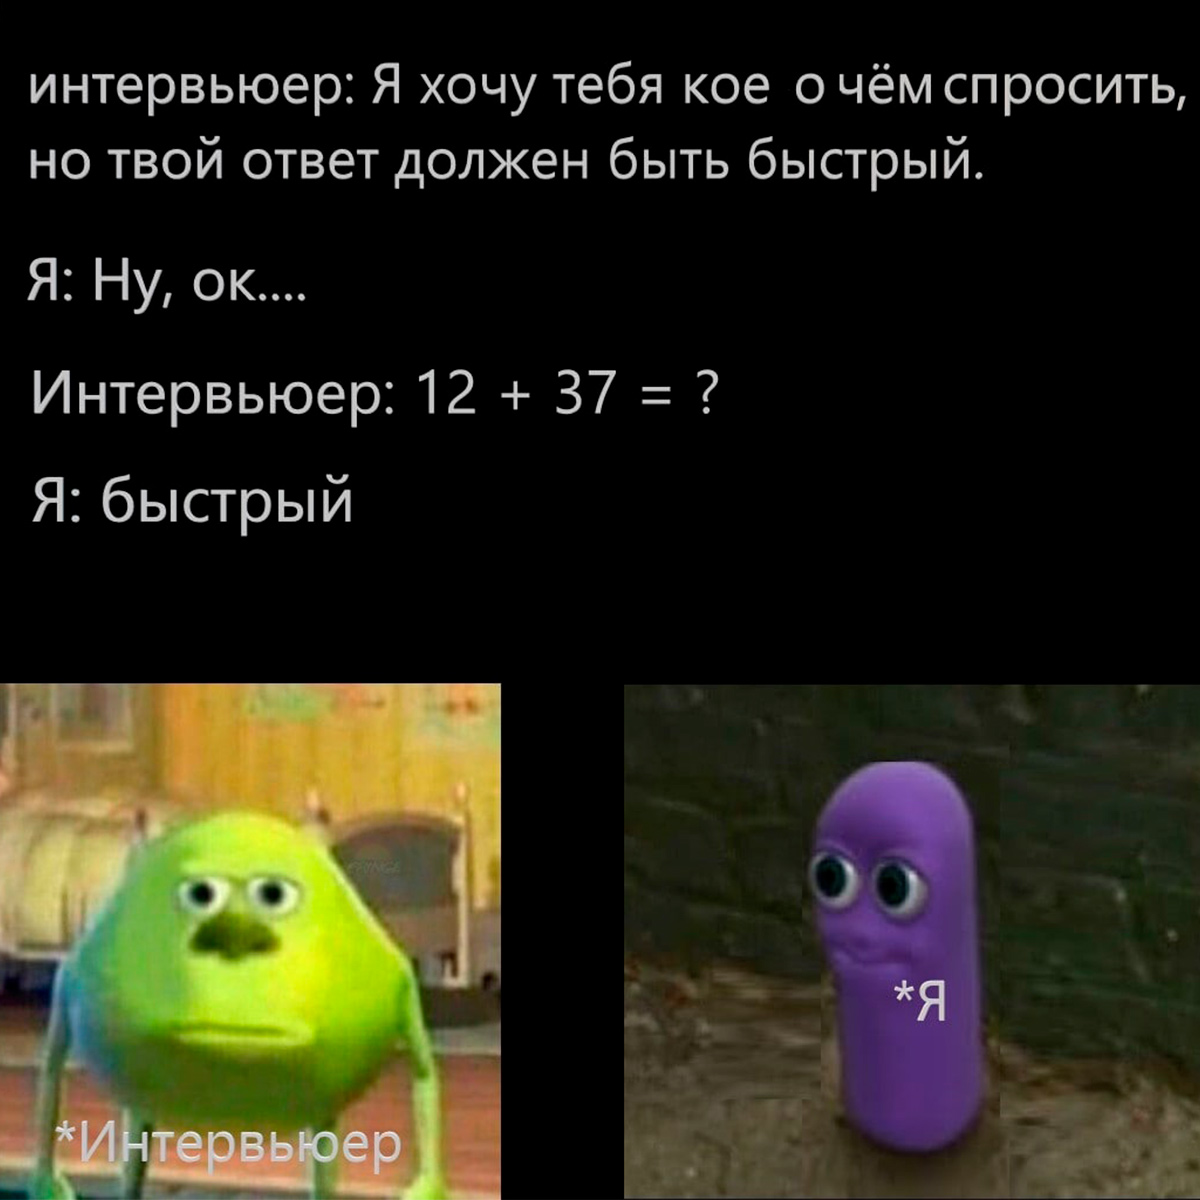 интервьюер: Я хочу тебя кое о чём спросить,
но твой ответ должен быть быстрый.
Я: Ну, ок....
Интервьюер: 12 + 37 = ?
Я: быстрый
*Я
*Интервьюер